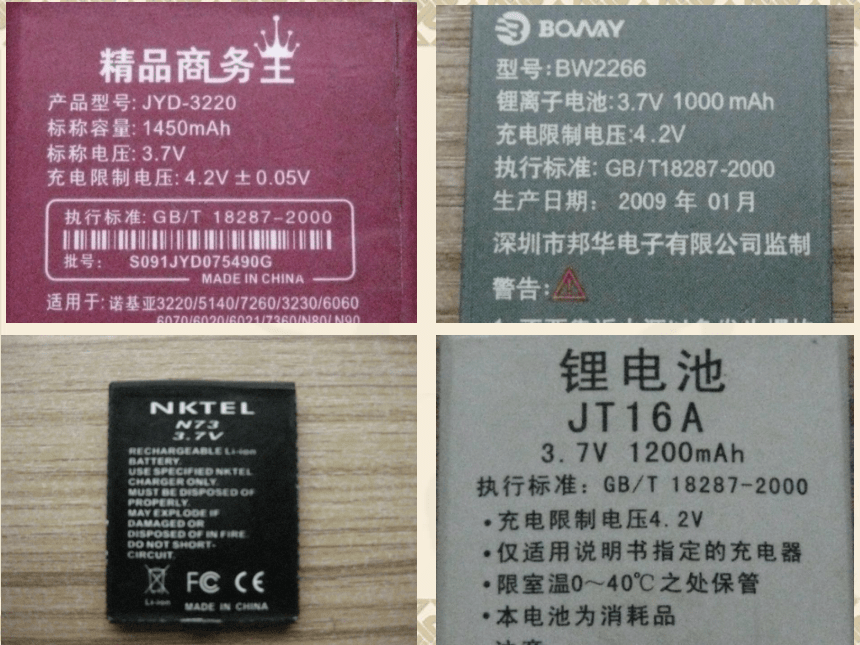 精品商务王
产品型号: JYD-3220
标称容量: 1450mAh
标称电压: 3.7V
充电限制电压: 4.2V±0.05V
执行标准: GB/T 18287-2000
批号: S091JYD075490G
MADE IN CHINA
适用于: 诺基亚3220/5140/7260/3230/6060
6070/6020/6021/7360/N80/N90
BONAY
型号:BW2266
锂离子电池:3.7V 1000mAh
充电限制电压:4.2V
执行标准: GB/T18287-2000
生产日期: 2009 年 01月
深圳市邦华电子有限公司监制
警告:
NKTEL
N73
3.7V
RECHARGEABLE Li-ion
BATTERY.
USE SPECIFIED NKTEL
CHARGER ONLY.
MUST BE DISPOSED OF
PROPERLY.
MAY EXPLODE IF
DAMAGED OR
DISPOSED OF IN FIRE.
DO NOT SHORT-
CIRCUIT.
FC CE
Li-ion MADE IN CHINA
锂电池
JT16A
3.7V 1200mAh
执行标准: GB/T 18287-2000
•充电限制电压4.2V
•仅适用说明书指定的充电器
•限室温0~40℃之处保管
•本电池为消耗品